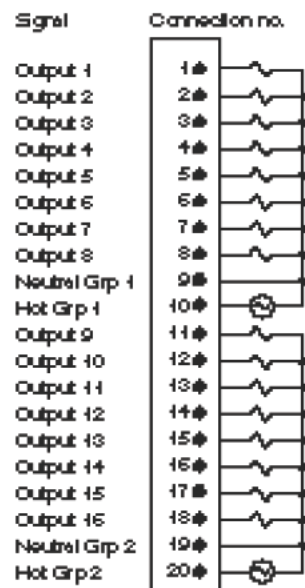 Signal Connection no.
Output 1 1
Output 2 2
Output 3 3
Output 4 4
Output 5 5
Output 6 6
Output 7 7
Output 8 8
Neutral Grp 1 9
Hot Grp 1 10
Output 9 11
Output 10 12
Output 11 13
Output 12 14
Output 13 15
Output 14 16
Output 15 17
Output 16 18
Neutral Grp 2 19
Hot Grp2 20